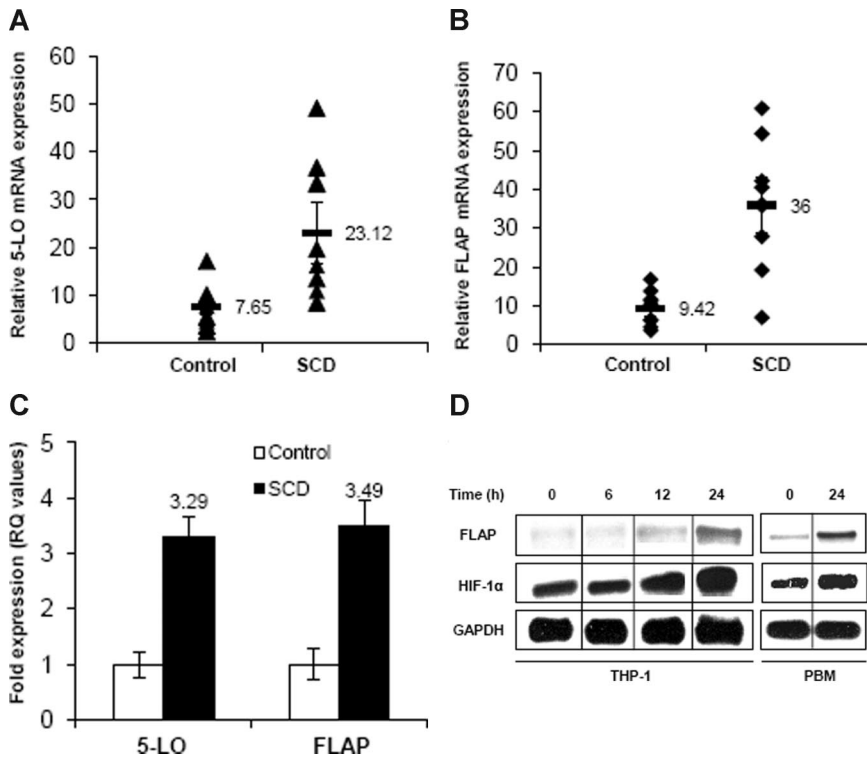 A
Relative 5-LO mRNA expression
60
50
40
30
20
10
0
7.65
23.12
Control SCD
B
Relative FLAP mRNA expression
70
60
50
40
30
20
10
0
9.42
36
Control SCD
C
Fold expression (RQ values)
5
4
3
2
1
0
Control
SCD
3.29
3.49
5-LO FLAP
D
Time (h) 0 6 12 24 0 24
FLAP
HIF-1α
GAPDH
THP-1 PBM